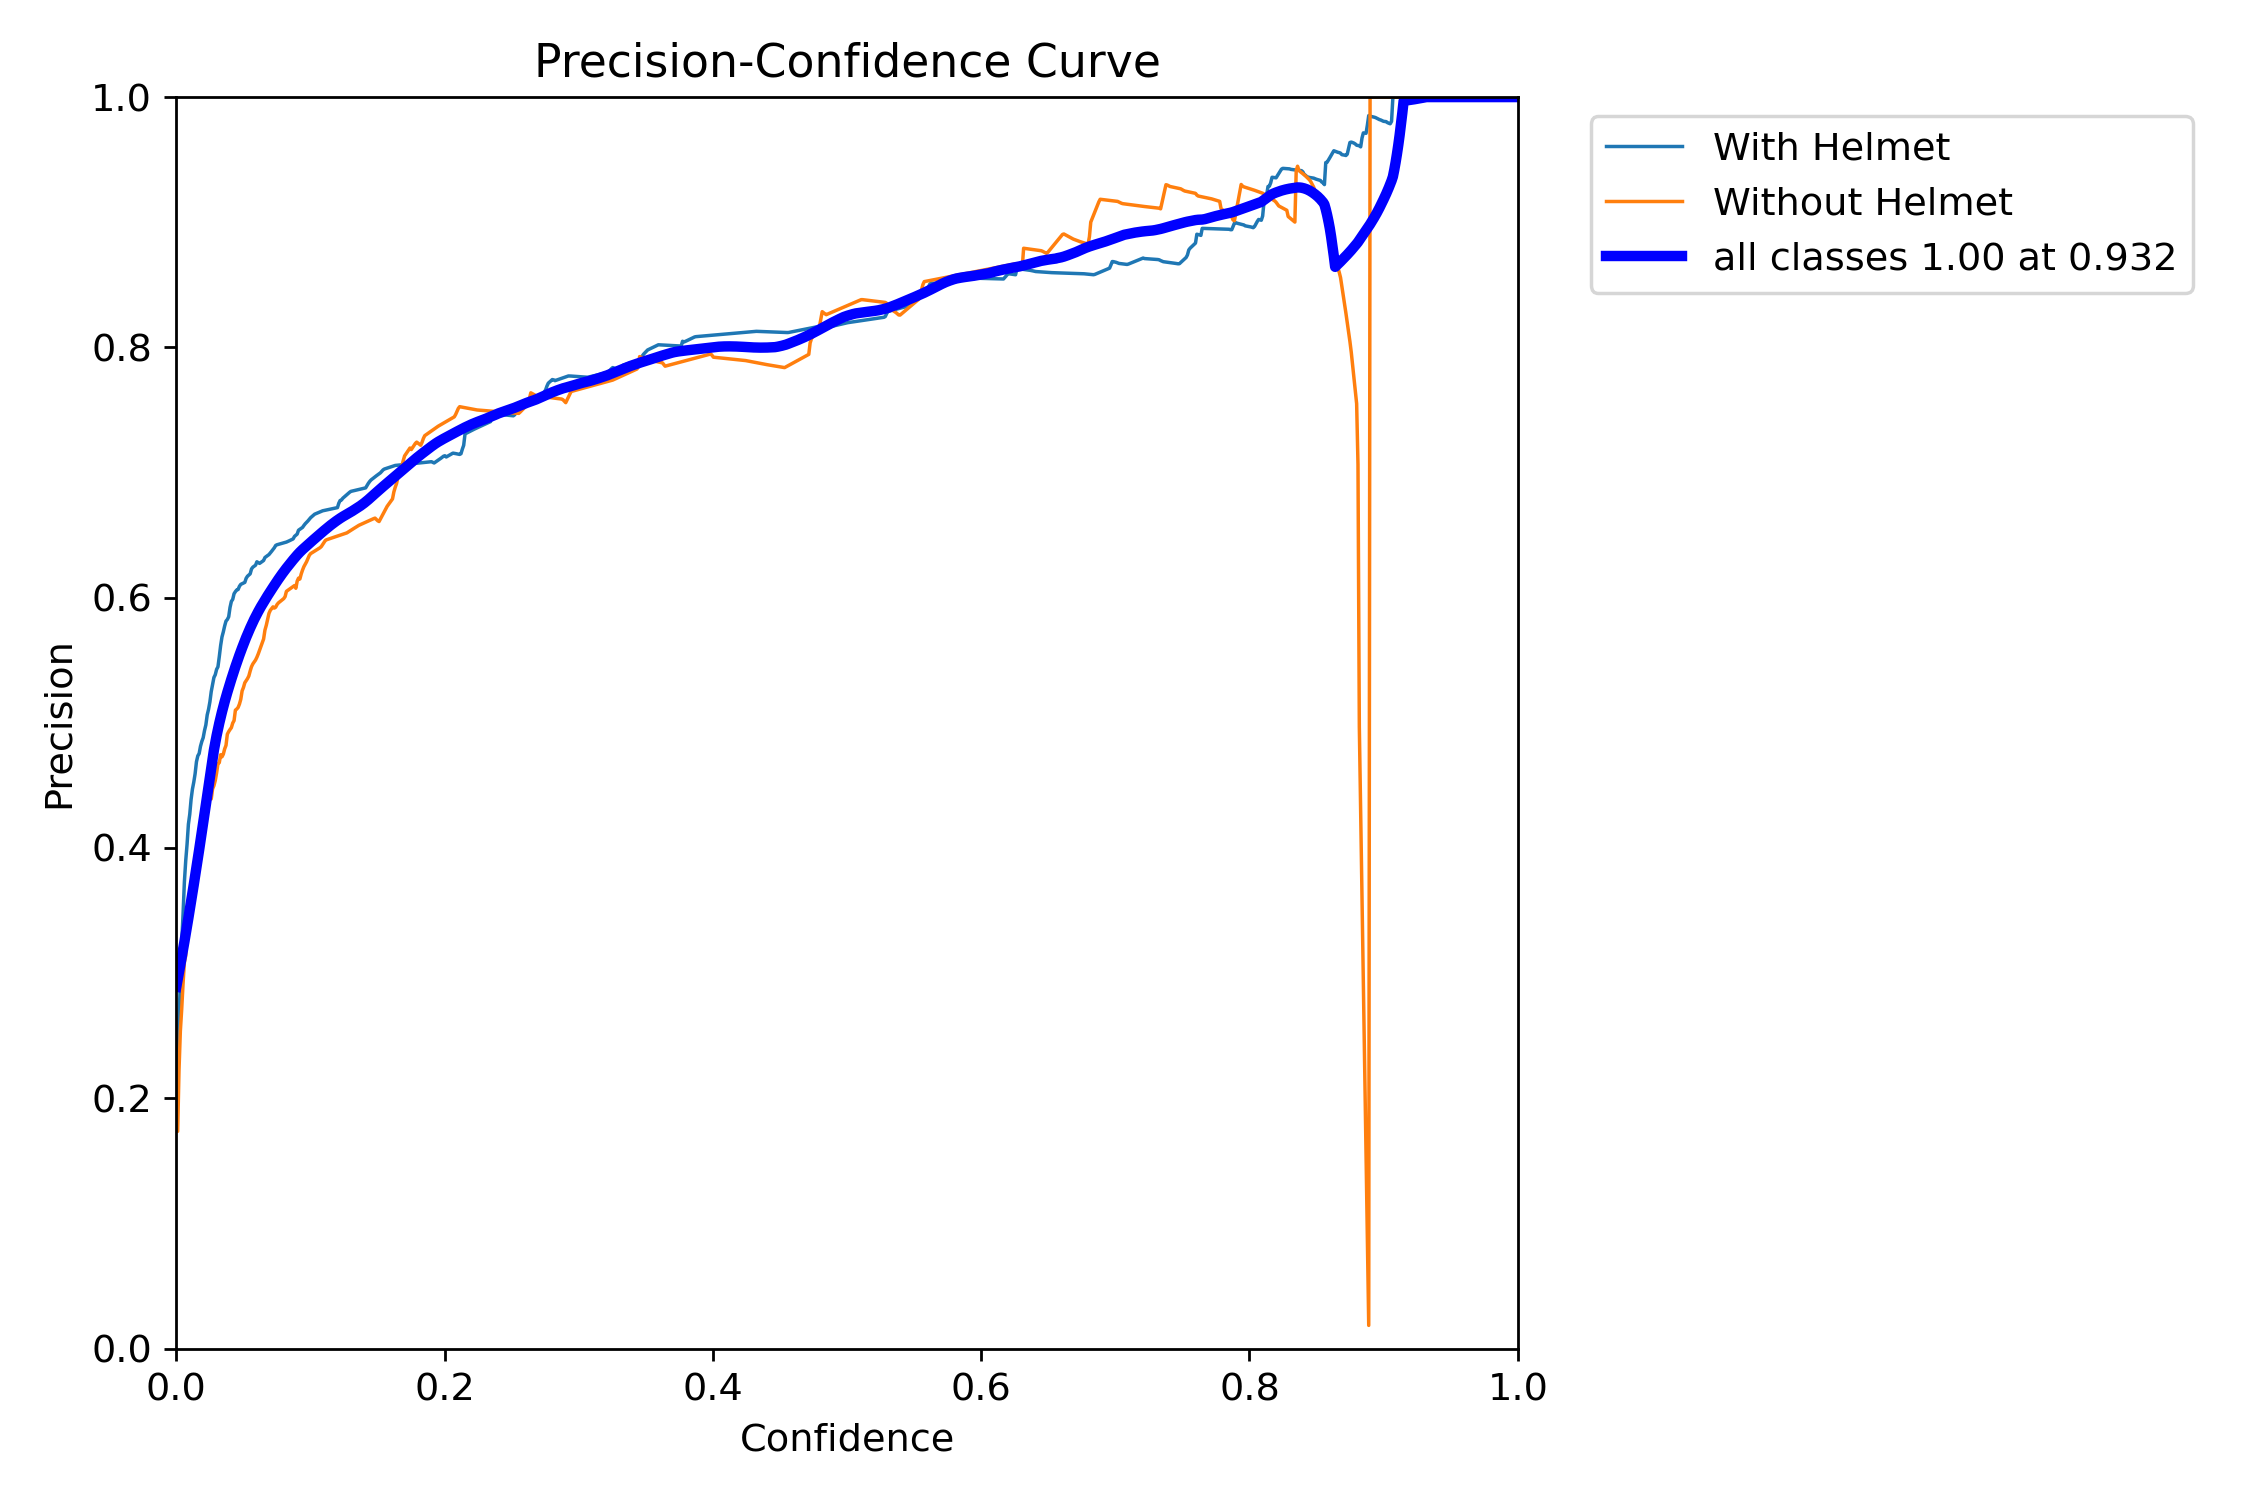 Precision-Confidence Curve
1.0
0.8
0.6
0.4
0.2
0.0
Precision
0.0 0.2 0.4 0.6 0.8 1.0
Confidence
With Helmet
Without Helmet
all classes 1.00 at 0.932